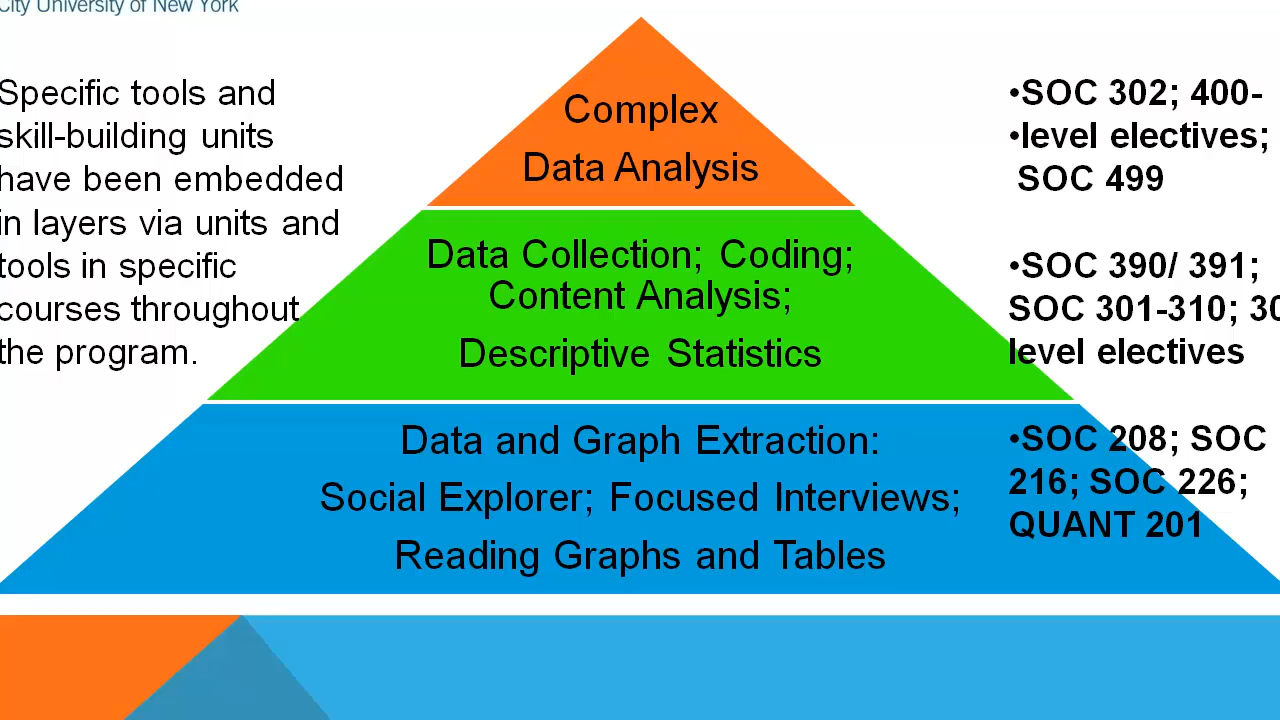 City University of New York
Specific tools and
skill-building units
have been embedded
in layers via units and
tools in specific
courses throughout
the program.
Complex
Data Analysis
Data Collection; Coding;
Content Analysis;
Descriptive Statistics
Data and Graph Extraction:
Social Explorer; Focused Interviews;
Reading Graphs and Tables
•SOC 302; 400-
•level electives;
SOC 499
•SOC 390/ 391;
SOC 301-310; 30
level electives
•SOC 208; SOC
216; SOC 226;
QUANT 201